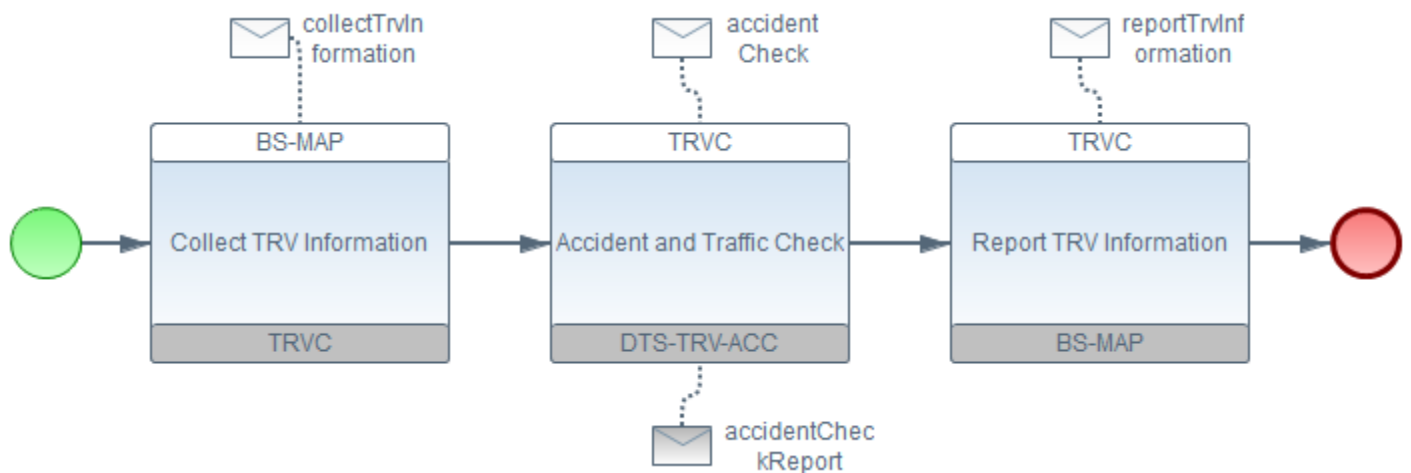 collectTrvIn
formation
accident
Check
reportTrvInf
ormation
BS-MAP
TRVC
TRVC
Collect TRV Information
Accident and Traffic Check
Report TRV Information
TRVC
DTS-TRV-ACC
BS-MAP
accidentChec
kReport